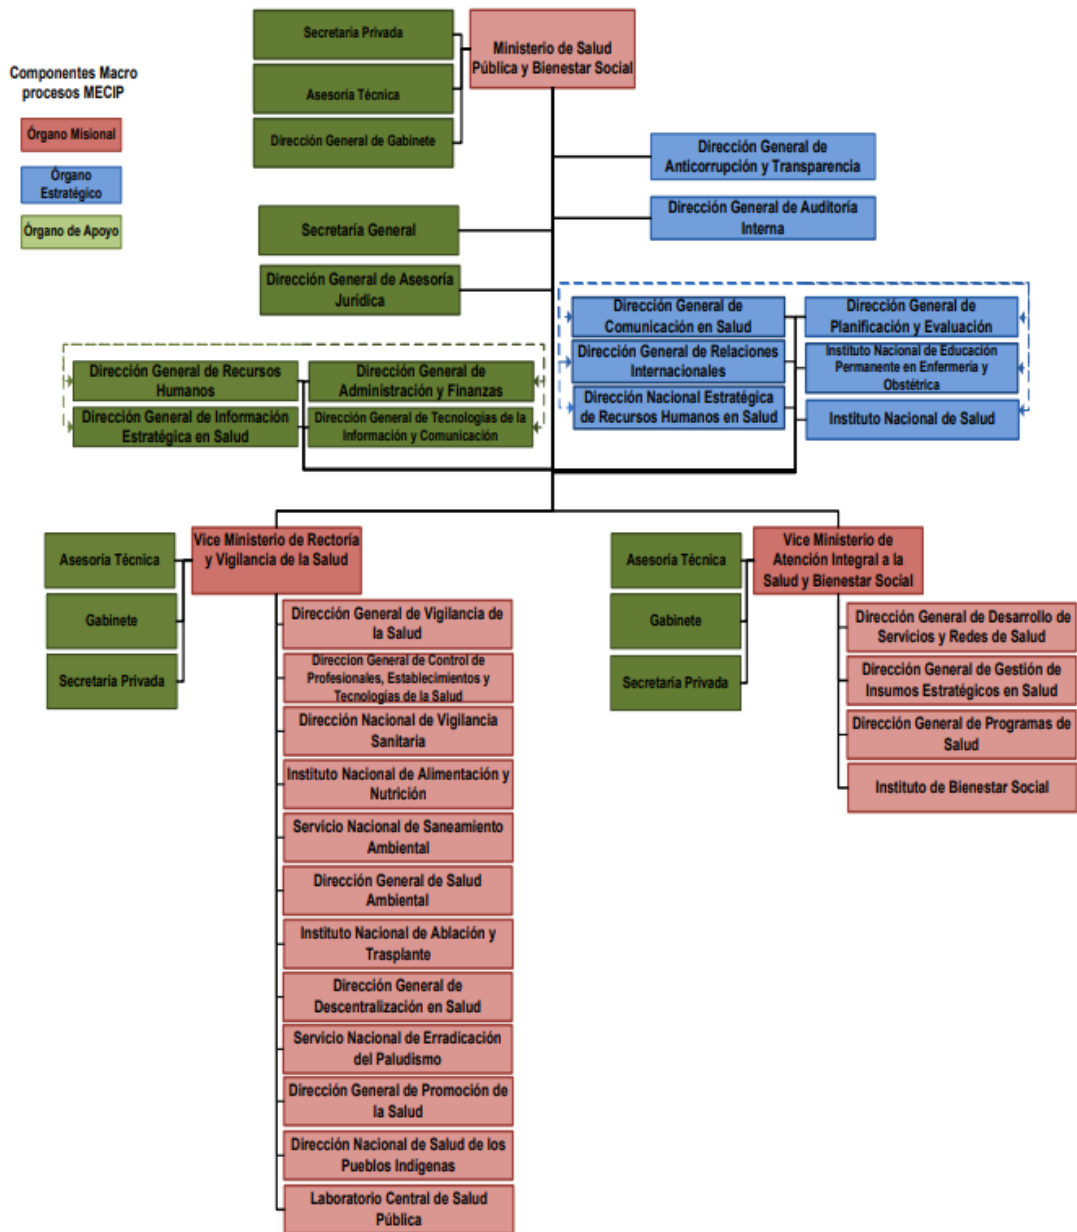 Componentes Macro
procesos MECIP
Órgano Misional
Órgano
Estratégico
Órgano de Apoyo
Secretaría Privada
Asesoría Técnica
Dirección General de Gabinete
Ministerio de Salud
Pública y Bienestar Social
Dirección General de
Anticorrupción y Transparencia
Dirección General de Auditoría
Interna
Secretaría General
Dirección General de Asesoría
Jurídica
Dirección General de Recursos
Humanos
Dirección General de
Administración y Finanzas
Dirección General de Información
Estratégica en Salud
Dirección General de Tecnologías de la
Información y Comunicación
Dirección General de
Comunicación en Salud
Dirección General de
Planificación y Evaluación
Dirección General de Relaciones
Internacionales
Instituto Nacional de Educación
Permanente en Enfermería y
Obstétrica
Dirección Nacional Estratégica
de Recursos Humanos en Salud
Instituto Nacional de Salud
Asesoría Técnica
Gabinete
Secretaría Privada
Vice Ministerio de Rectoría
y Vigilancia de la Salud
Dirección General de Vigilancia de
la Salud
Direccion General de Control de
Profesionales, Establecimientos y
Tecnologías de la Salud
Dirección Nacional de Vigilancia
Sanitaria
Instituto Nacional de Alimentación y
Nutrición
Servicio Nacional de Saneamiento
Ambiental
Dirección General de Salud
Ambiental
Instituto Nacional de Ablación y
Trasplante
Dirección General de
Descentralización en Salud
Servicio Nacional de Erradicación
del Paludismo
Dirección General de Promoción de
la Salud
Dirección Nacional de Salud de los
Pueblos Indígenas
Laboratorio Central de Salud
Pública
Asesoría Técnica
Gabinete
Secretaría Privada
Vice Ministerio de
Atención Integral a la
Salud y Bienestar Social
Dirección General de Desarrollo de
Servicios y Redes de Salud
Dirección General de Gestión de
Insumos Estratégicos en Salud
Dirección General de Programas de
Salud
Instituto de Bienestar Social